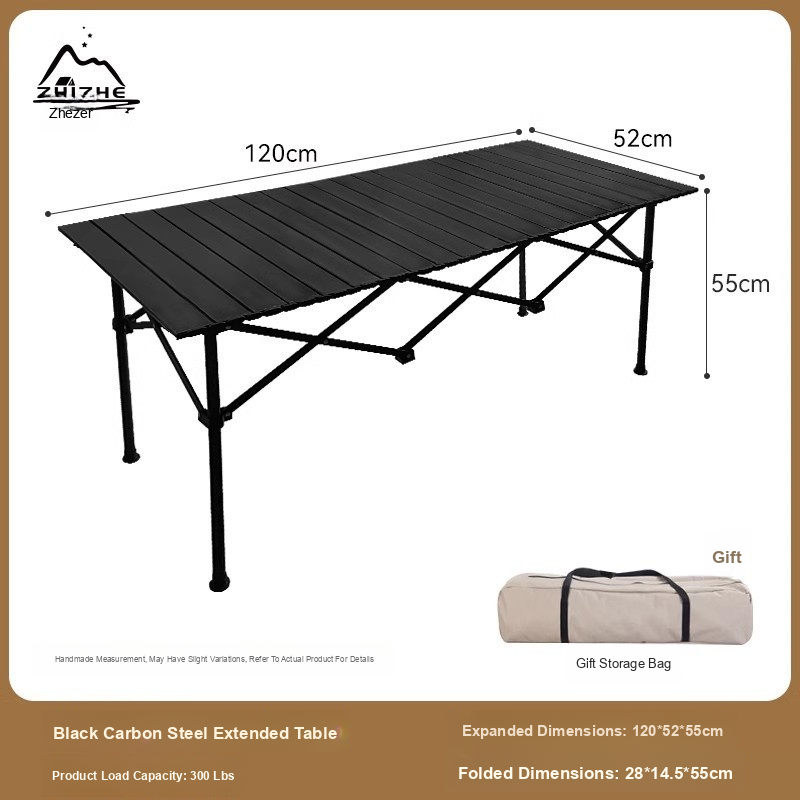 ZHIZHE
Zhezer
120cm
52cm
55cm
Gift
Gift Storage Bag
Handmade Measurement, May Have Slight Variations, Refer To Actual Product For Details
Black Carbon Steel Extended Table
Expanded Dimensions: 120*52*55cm
Product Load Capacity: 300 Lbs
Folded Dimensions: 28*14.5*55cm